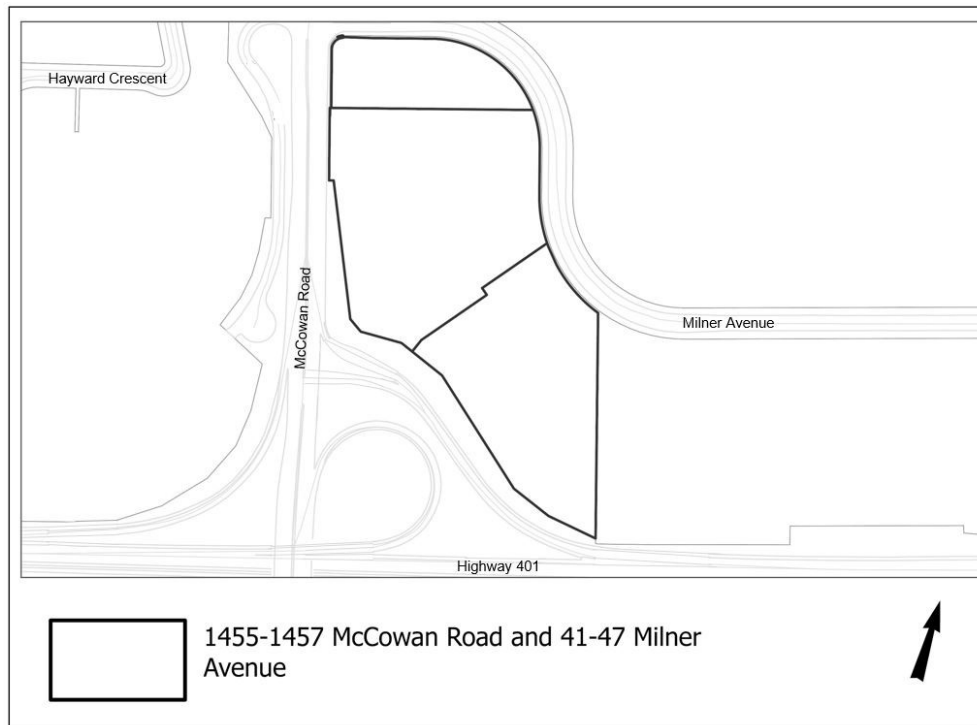 Hayward Crescent
McCowan Road
Milner Avenue
Highway 401
1455-1457 McCowan Road and 41-47 Milner
Avenue